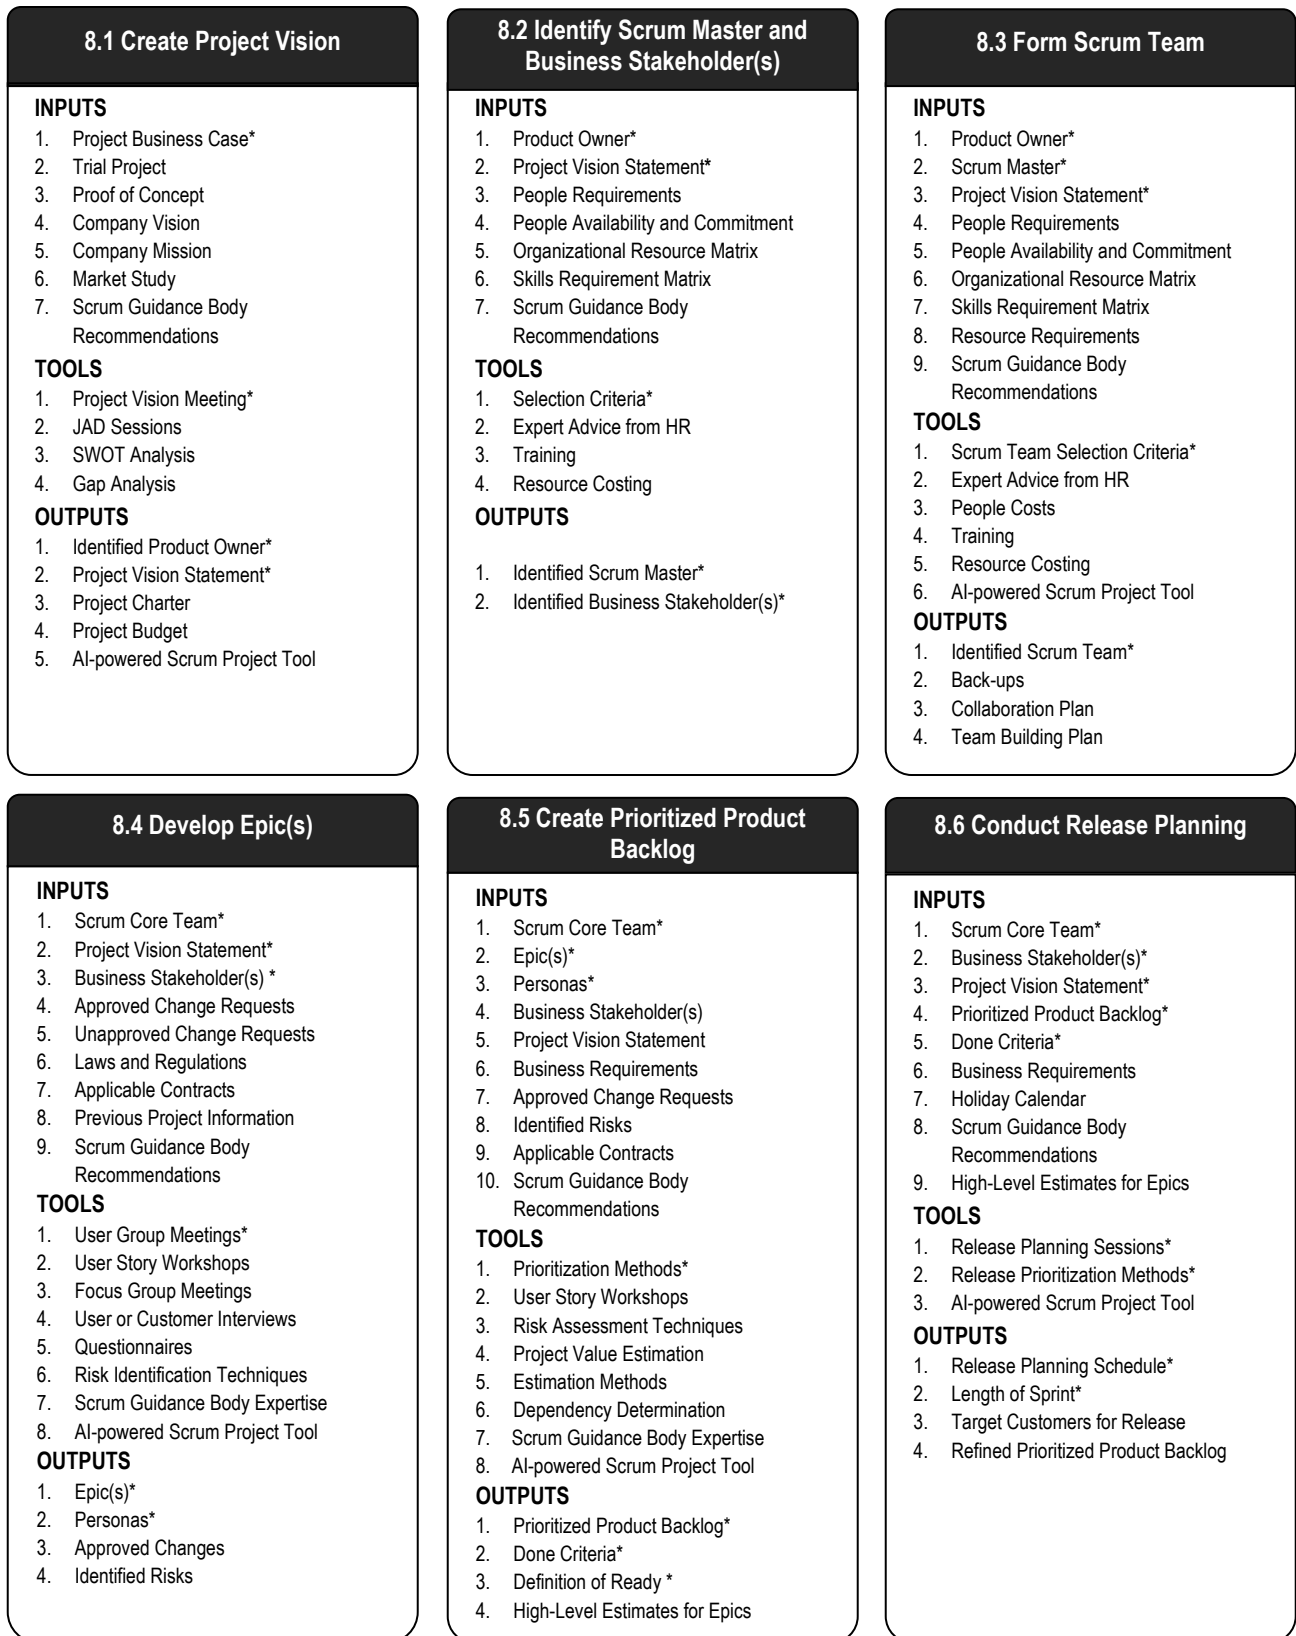 8.1 Create Project Vision
INPUTS
1. Project Business Case*
2. Trial Project
3. Proof of Concept
4. Company Vision
5. Company Mission
6. Market Study
7. Scrum Guidance Body
Recommendations
TOOLS
1. Project Vision Meeting*
2. JAD Sessions
3. SWOT Analysis
4. Gap Analysis
OUTPUTS
1. Identified Product Owner*
2. Project Vision Statement*
3. Project Charter
4. Project Budget
5. AI-powered Scrum Project Tool
8.2 Identify Scrum Master and
Business Stakeholder(s)
INPUTS
1. Product Owner*
2. Project Vision Statement*
3. People Requirements
4. People Availability and Commitment
5. Organizational Resource Matrix
6. Skills Requirement Matrix
7. Scrum Guidance Body
Recommendations
TOOLS
1. Selection Criteria*
2. Expert Advice from HR
3. Training
4. Resource Costing
OUTPUTS
1. Identified Scrum Master*
2. Identified Business Stakeholder(s)*
8.3 Form Scrum Team
INPUTS
1. Product Owner*
2. Scrum Master*
3. Project Vision Statement*
4. People Requirements
5. People Availability and Commitment
6. Organizational Resource Matrix
7. Skills Requirement Matrix
8. Resource Requirements
9. Scrum Guidance Body
Recommendations
TOOLS
1. Scrum Team Selection Criteria*
2. Expert Advice from HR
3. People Costs
4. Training
5. Resource Costing
6. AI-powered Scrum Project Tool
OUTPUTS
1. Identified Scrum Team*
2. Back-ups
3. Collaboration Plan
4. Team Building Plan
8.4 Develop Epic(s)
INPUTS
1. Scrum Core Team*
2. Project Vision Statement*
3. Business Stakeholder(s) *
4. Approved Change Requests
5. Unapproved Change Requests
6. Laws and Regulations
7. Applicable Contracts
8. Previous Project Information
9. Scrum Guidance Body
Recommendations
TOOLS
1. User Group Meetings*
2. User Story Workshops
3. Focus Group Meetings
4. User or Customer Interviews
5. Questionnaires
6. Risk Identification Techniques
7. Scrum Guidance Body Expertise
8. AI-powered Scrum Project Tool
OUTPUTS
1. Epic(s)*
2. Personas*
3. Approved Changes
4. Identified Risks
8.5 Create Prioritized Product
Backlog
INPUTS
1. Scrum Core Team*
2. Epic(s)*
3. Personas*
4. Business Stakeholder(s)
5. Project Vision Statement
6. Business Requirements
7. Approved Change Requests
8. Identified Risks
9. Applicable Contracts
10. Scrum Guidance Body
Recommendations
TOOLS
1. Prioritization Methods*
2. User Story Workshops
3. Risk Assessment Techniques
4. Project Value Estimation
5. Estimation Methods
6. Dependency Determination
7. Scrum Guidance Body Expertise
8. AI-powered Scrum Project Tool
OUTPUTS
1. Prioritized Product Backlog*
2. Done Criteria*
3. Definition of Ready *
4. High-Level Estimates for Epics
8.6 Conduct Release Planning
INPUTS
1. Scrum Core Team*
2. Business Stakeholder(s)*
3. Project Vision Statement*
4. Prioritized Product Backlog*
5. Done Criteria*
6. Business Requirements
7. Holiday Calendar
8. Scrum Guidance Body
Recommendations
9. High-Level Estimates for Epics
TOOLS
1. Release Planning Sessions*
2. Release Prioritization Methods*
3. AI-powered Scrum Project Tool
OUTPUTS
1. Release Planning Schedule*
2. Length of Sprint*
3. Target Customers for Release
4. Refined Prioritized Product Backlog